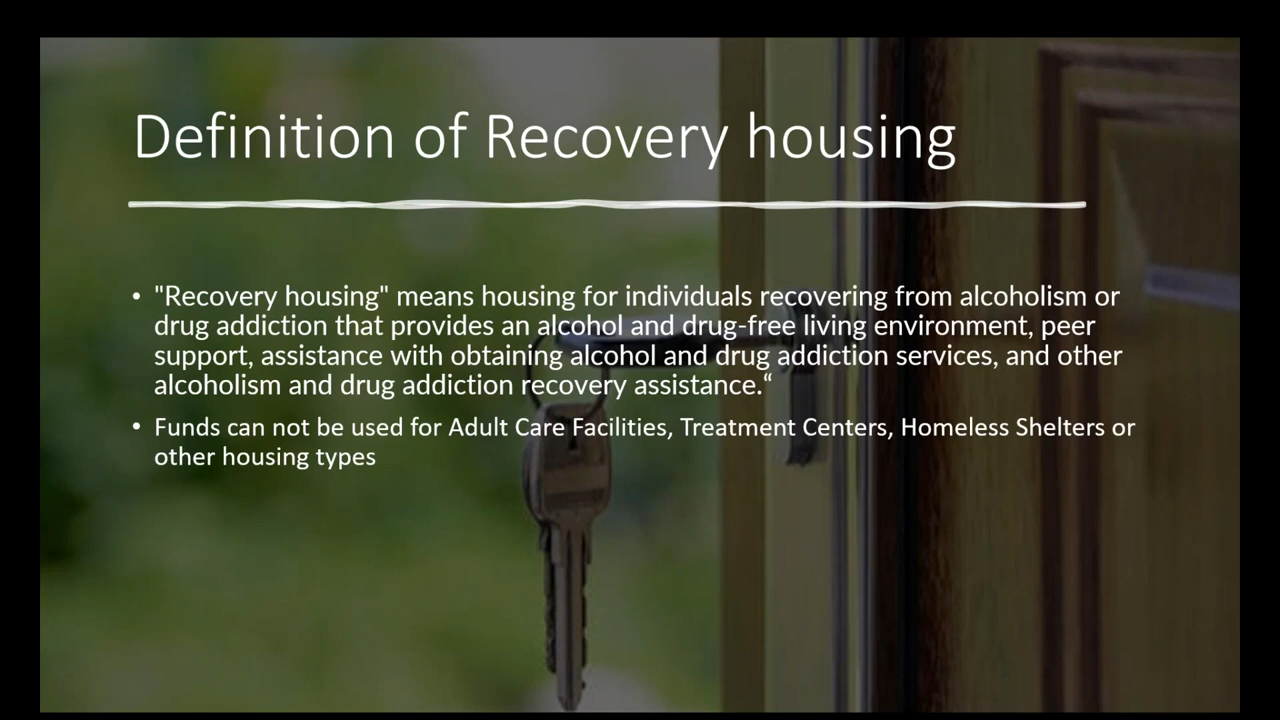 Definition of Recovery housing
• "Recovery housing" means housing for individuals recovering from alcoholism or
drug addiction that provides an alcohol and drug-free living environment, peer
support, assistance with obtaining alcohol and drug addiction services, and other
alcoholism and drug addiction recovery assistance.“
• Funds can not be used for Adult Care Facilities, Treatment Centers, Homeless Shelters or
other housing types